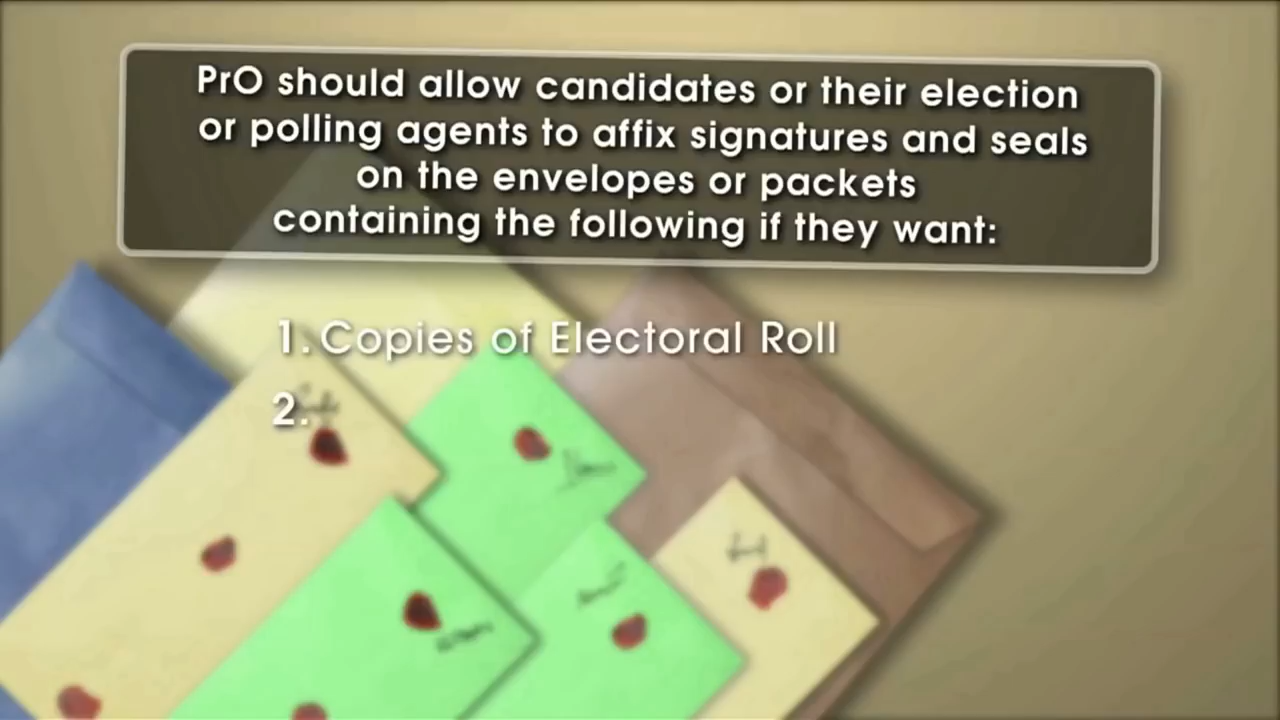 PrO should allow candidates or their election
or polling agents to affix signatures and seals
on the envelopes or packets
containing the following if they want:
1. Copies of Electoral Roll
2.